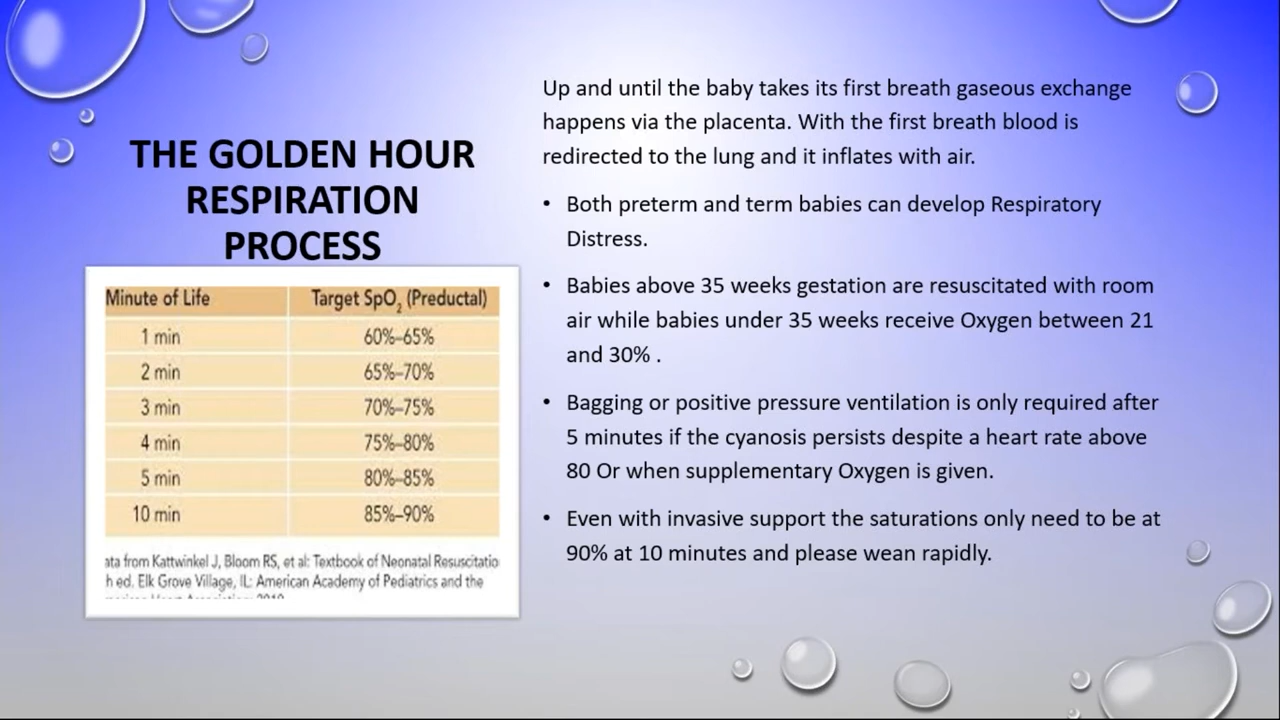 THE GOLDEN HOUR
RESPIRATION
PROCESS
Minute of Life Target SpO₂ (Preductal)
1 min 60%–65%
2 min 65%–70%
3 min 70%–75%
4 min 75%–80%
5 min 80%–85%
10 min 85%–90%
ata from Kattwinkel J, Bloom RS, et al: Textbook of Neonatal Resuscitatio
h ed. Elk Grove Village, IL: American Academy of Pediatrics and the
Up and until the baby takes its first breath gaseous exchange
happens via the placenta. With the first breath blood is
redirected to the lung and it inflates with air.
• Both preterm and term babies can develop Respiratory
Distress.
• Babies above 35 weeks gestation are resuscitated with room
air while babies under 35 weeks receive Oxygen between 21
and 30% .
• Bagging or positive pressure ventilation is only required after
5 minutes if the cyanosis persists despite a heart rate above
80 Or when supplementary Oxygen is given.
• Even with invasive support the saturations only need to be at
90% at 10 minutes and please wean rapidly.